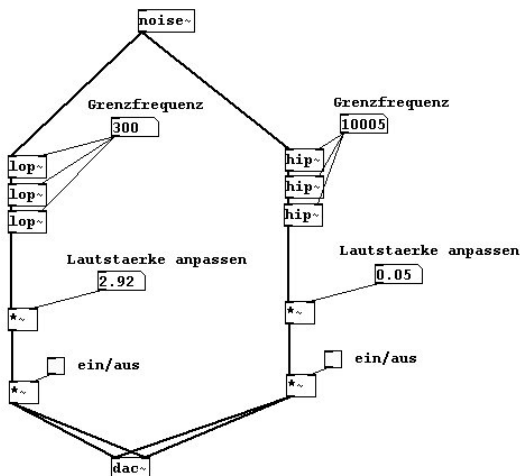 noise~
Grenzfrequenz
300
Grenzfrequenz
10005
lop~
lop~
lop~
hip~
hip~
hip~
Lautstaerke anpassen
2.92
Lautstaerke anpassen
0.05
*~
*~
ein/aus
ein/aus
*~
*~
dac~